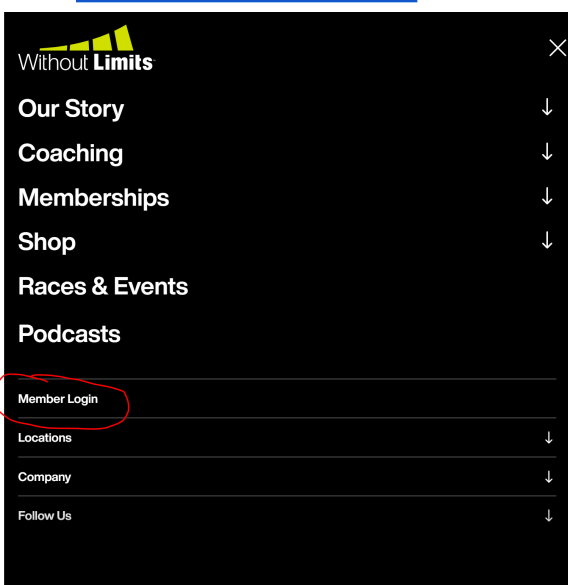 Without Limits
Our Story
Coaching
Memberships
Shop
Races & Events
Podcasts
Member Login
Locations
Company
Follow Us